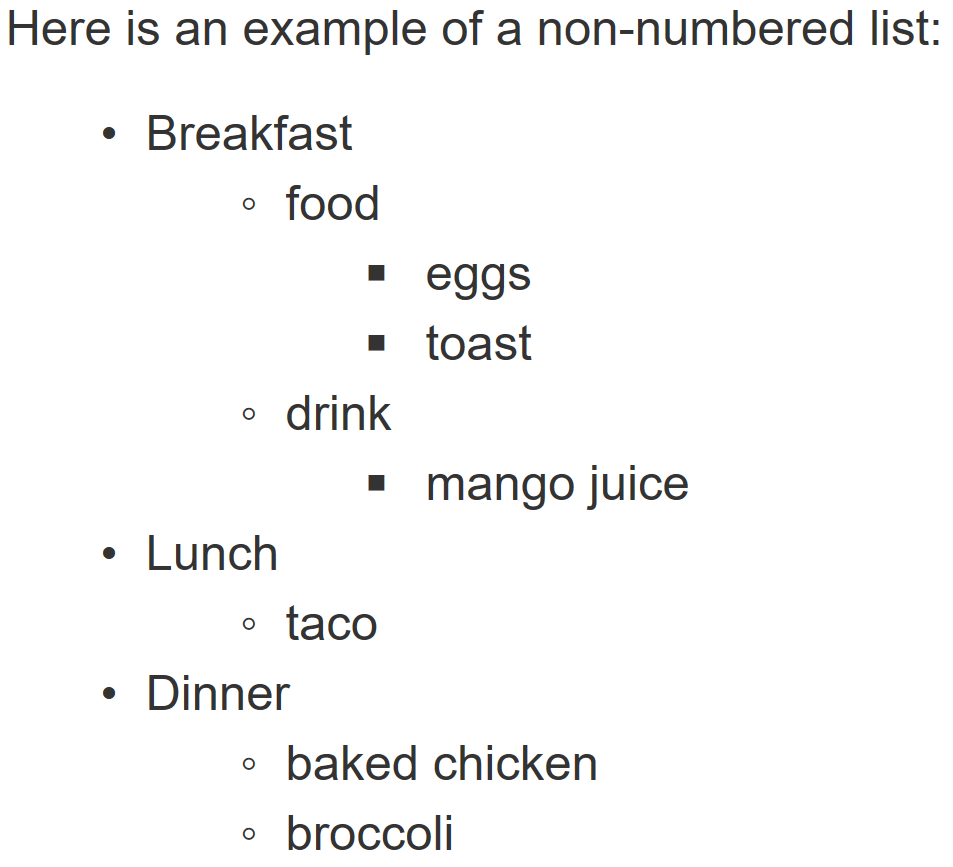 Here is an example of a non-numbered list:
• Breakfast
◦ food
▪ eggs
▪ toast
◦ drink
▪ mango juice
• Lunch
◦ taco
• Dinner
◦ baked chicken
◦ broccoli